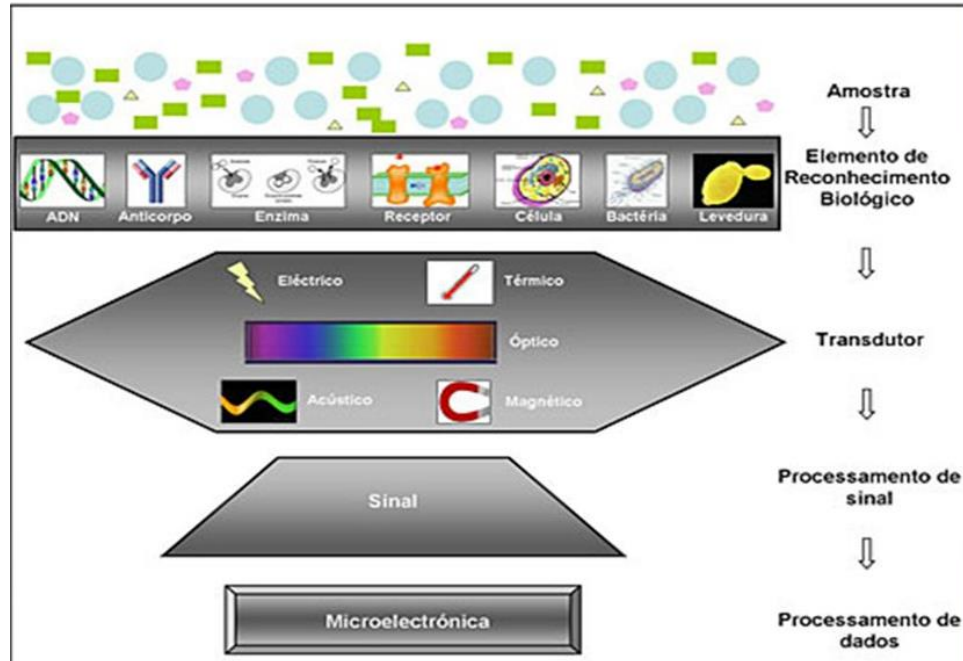 Amostra
Elemento de
Reconhecimento
Biológico
ADN Anticorpo Enzima Receptor Célula Bactéria Levedura
Eléctrico Térmico
Óptico
Transdutor
Acústico Magnético
Processamento de
sinal
Sinal
Microelectrónica
Processamento de
dados